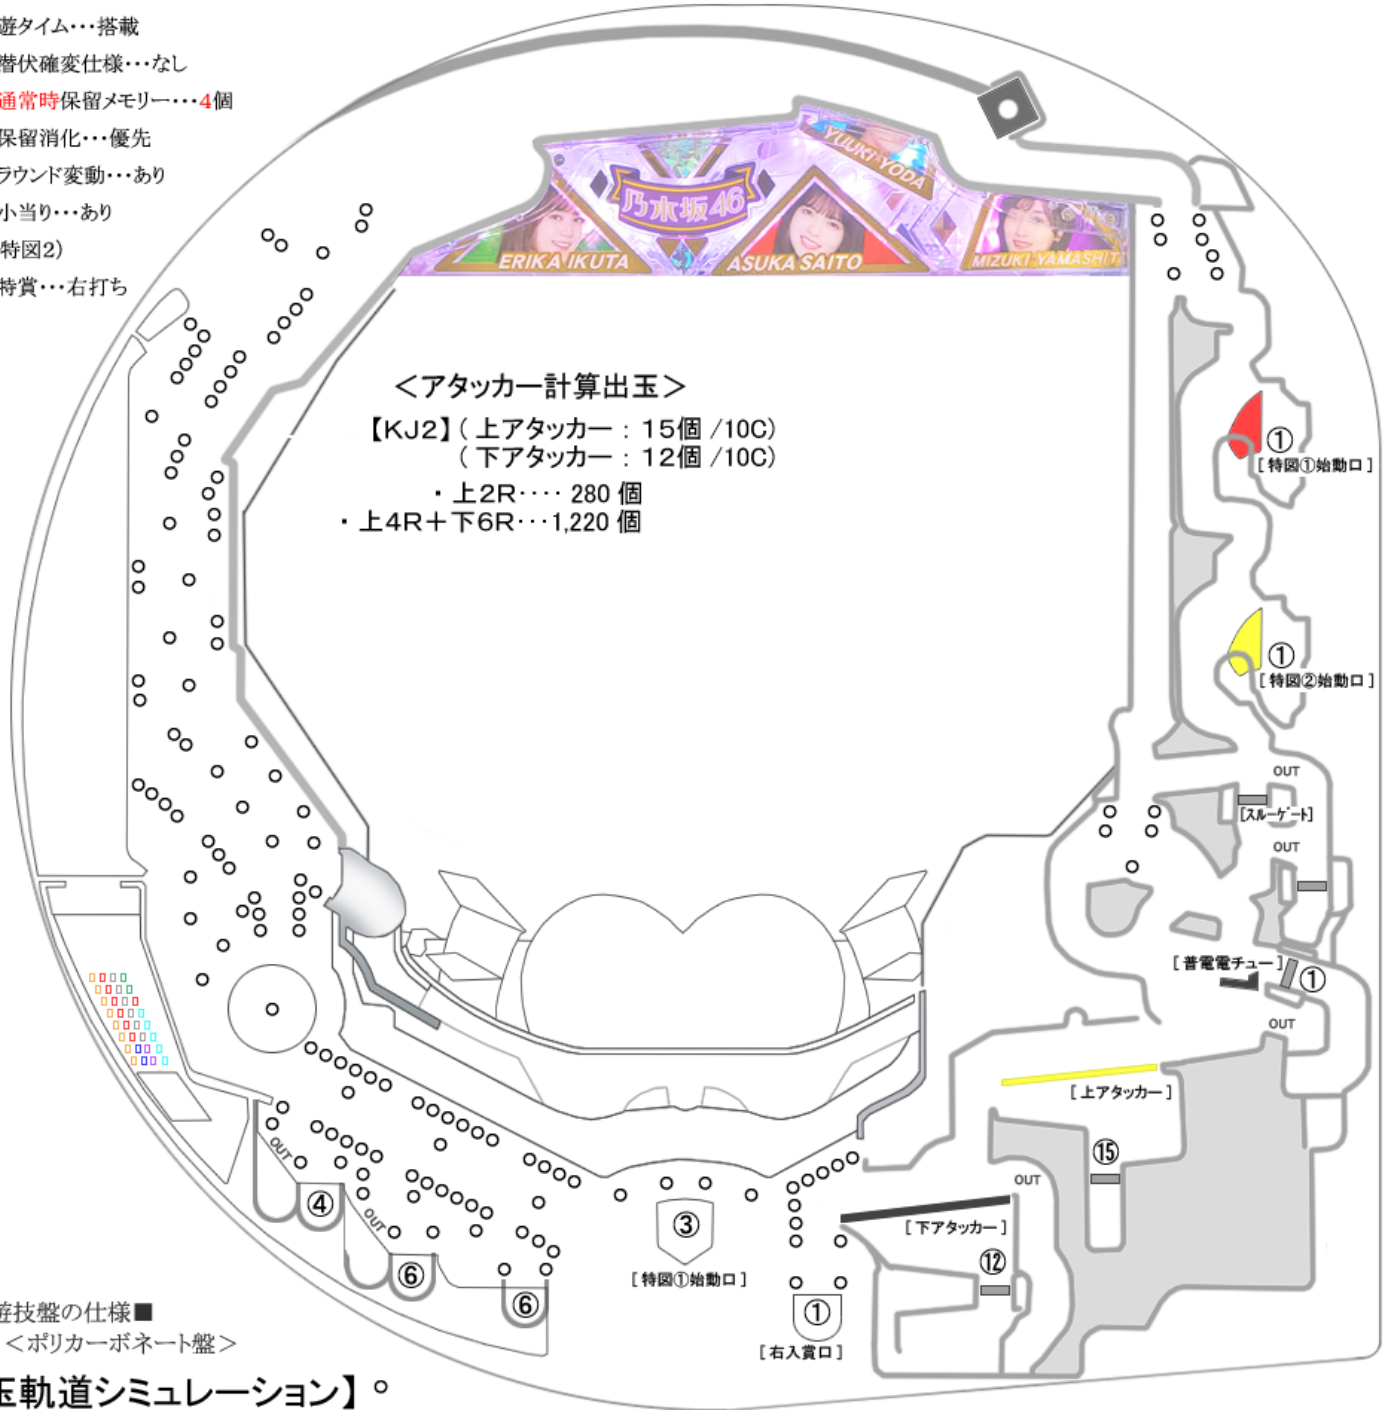 遊タイム･･･搭載
替伏確変仕様･･･なし
通常時保留メモリー･･･4個
保留消化･･･優先
ラウンド変動･･･あり
小当り･･･あり
特図2)
特賞･･･右打ち
YUUKI YODA
乃木坂46
ERIKA IKUTA
ASUKA SAITO
MIZUKI YAMASHIT
＜アタッカー計算出玉＞
【KJ2】( 上アタッカー : 15個 /10C)
( 下アタッカー : 12個 /10C)
・上2R････ 280 個
・上4R＋下6R･･･1,220 個
①
[ 特図①始動口 ]
①
[ 特図②始動口 ]
OUT
[スルーゲート]
OUT
[ 普電電チュー ]
①
OUT
[ 上アタッカー ]
⑮
OUT
[ 下アタッカー ]
⑫
OUT
④
OUT
⑥
⑥
③
[ 特図①始動口 ]
①
[ 右入賞口 ]
遊技盤の仕様■
＜ポリカーボネート盤＞
玉軌道シミュレーション】